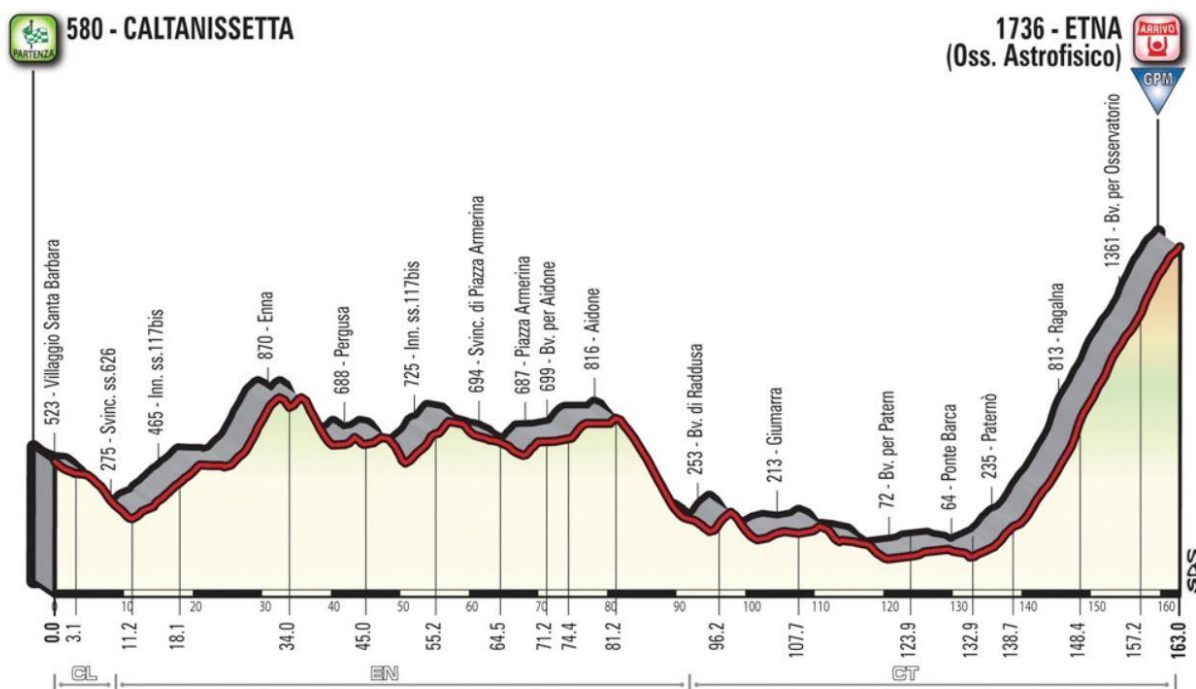 580 - CALTANISSETTA
PARTENZA
1736 - ETNA
(Oss. Astrofisico)
ARRIVO
GPM
523 - Villaggio Santa Barbara
275 - Svinc. ss.626
465 - Inn. ss.117bis
870 - Enna
688 - Pergusa
725 - Inn. ss.117bis
694 - Svinc. di Piazza Armerina
687 - Piazza Armerina
699 - Bv. per Aidone
816 - Aidone
253 - Bv. di Raddusa
213 - Giumarra
72 - Bv. per Patern
64 - Ponte Barca
235 - Paternò
813 - Ragalna
1361 - Bv. per Osservatorio
SDS
0 10 20 30 40 50 60 70 80 90 100 110 120 130 140 150 160
0.0 3.1 11.2 18.1 34.0 45.0 55.2 64.5 71.2 74.4 81.2 96.2 107.7 123.9 132.9 138.7 148.4 157.2 163.0
CL EN CT